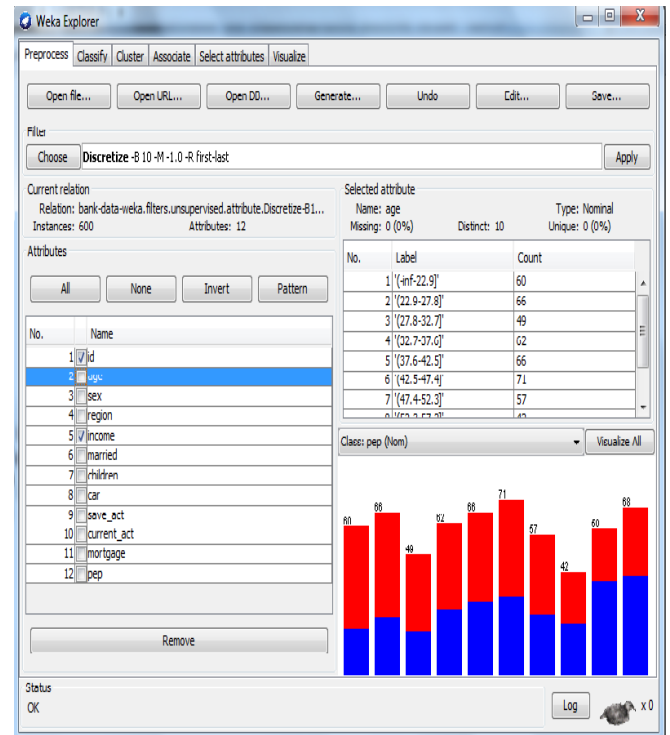 Weka Explorer
Preprocess Classify Cluster Associate Select attributes Visualize
Open file... Open URL... Open DB... Generate... Undo Edit... Save...
Filter
Choose Discretize -B 10 -M -1.0 -R first-last Apply
Current relation
Relation: bank-data-weka.filters.unsupervised.attribute.Discretize-B1...
Instances: 600 Attributes: 12
Attributes
All None Invert Pattern
No. Name
1 id
2 age
3 sex
4 region
5 income
6 married
7 children
8 car
9 save_act
10 current_act
11 mortgage
12 pep
Remove
Selected attribute
Name: age Type: Nominal
Missing: 0 (0%) Distinct: 10 Unique: 0 (0%)
No. Label Count
1 '(-inf-22.9]' 60
2 '(22.9-27.8]' 66
3 '(27.8-32.7]' 49
4 '(32.7-37.6]' 62
5 '(37.6-42.5]' 66
6 '(42.5-47.4]' 71
7 '(47.4-52.3]' 57
Class: pep (Nom) Visualize All
60 66 49 62 66 71 57 42 60 68
Status
OK
Log x 0